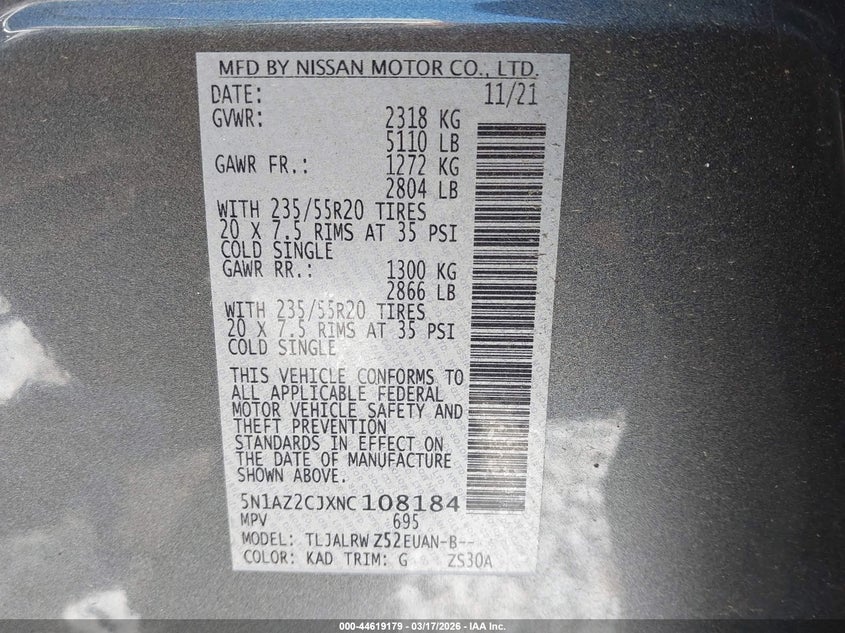 MFD BY NISSAN MOTOR CO., LTD.
DATE: 11/21
GVWR: 2318 KG
5110 LB
GAWR FR.: 1272 KG
2804 LB
WITH 235/55R20 TIRES
20 X 7.5 RIMS AT 35 PSI
COLD SINGLE
GAWR RR.: 1300 KG
2866 LB
WITH 235/55R20 TIRES
20 X 7.5 RIMS AT 35 PSI
COLD SINGLE
THIS VEHICLE CONFORMS TO
ALL APPLICABLE FEDERAL
MOTOR VEHICLE SAFETY AND
THEFT PREVENTION
STANDARDS IN EFFECT ON
THE DATE OF MANUFACTURE
SHOWN ABOVE.
5N1AZ2CJXNC108184
MPV 695
MODEL: TLJALRW Z52EUAN-B--
COLOR: KAD TRIM: G ZS30A
000-44619179 — 03/17/2026 — IAA Inc.